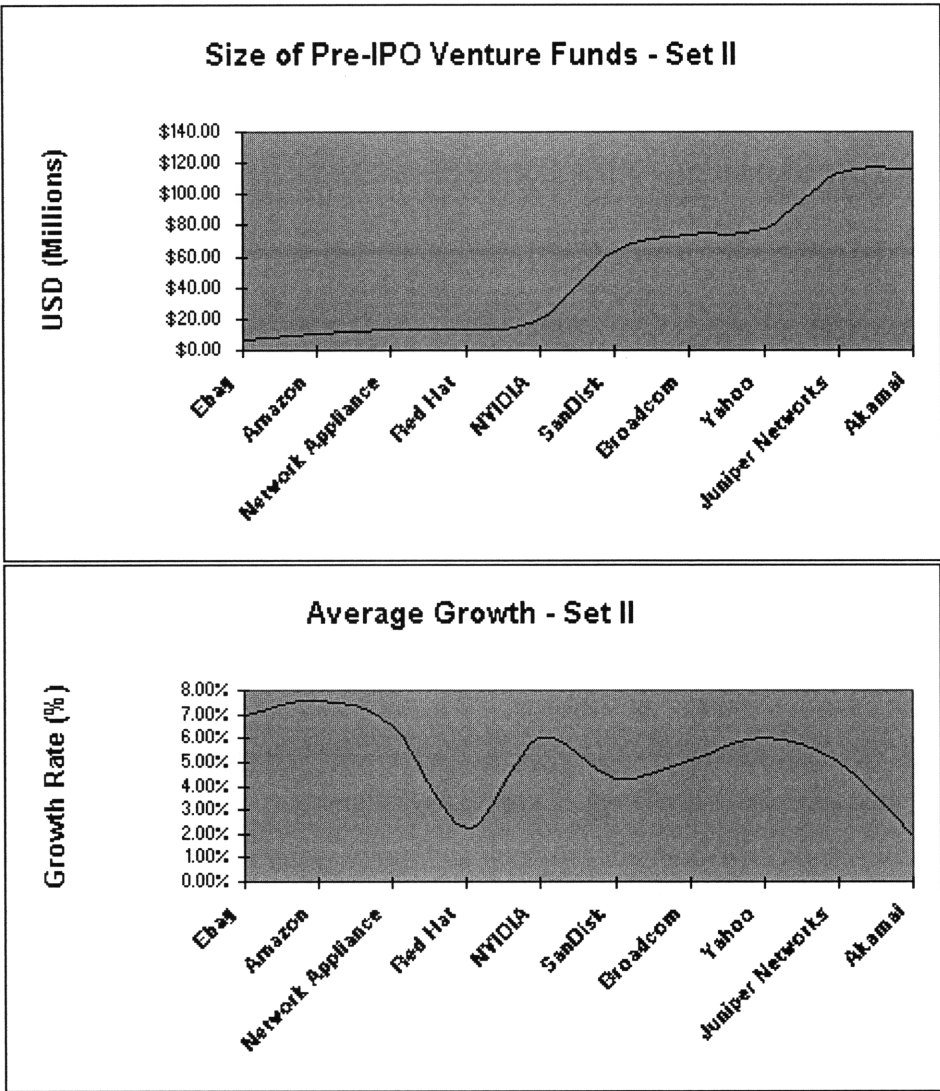 Size of Pre-IPO Venture Funds - Set II
USD (Millions)
$140.00
$120.00
$100.00
$80.00
$60.00
$40.00
$20.00
$0.00
Ebay
Amazon
Network Appliance
Red Hat
NVIDIA
SanDisk
Broadcom
Yahoo
Juniper Networks
Akamai
Average Growth - Set II
Growth Rate (%)
8.00%
7.00%
6.00%
5.00%
4.00%
3.00%
2.00%
1.00%
0.00%
Ebay
Amazon
Network Appliance
Red Hat
NVIDIA
SanDisk
Broadcom
Yahoo
Juniper Networks
Akamai